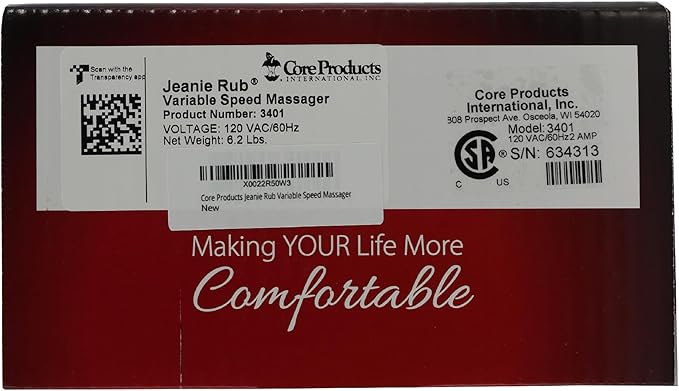 Scan with the
Transparency app
Core Products
INTERNATIONAL, INC.
Jeanie Rub®
Variable Speed Massager
Product Number: 3401
VOLTAGE: 120 VAC/60Hz
Net Weight: 6.2 Lbs.
X0022R50W3
Core Products Jeanie Rub Variable Speed Massager
New
Core Products
International, Inc.
808 Prospect Ave. Osceola, WI 54020
Model: 3401
120 VAC/60Hz2 AMP
SA ® S/N: 634313
C US
Making YOUR Life More
Comfortable